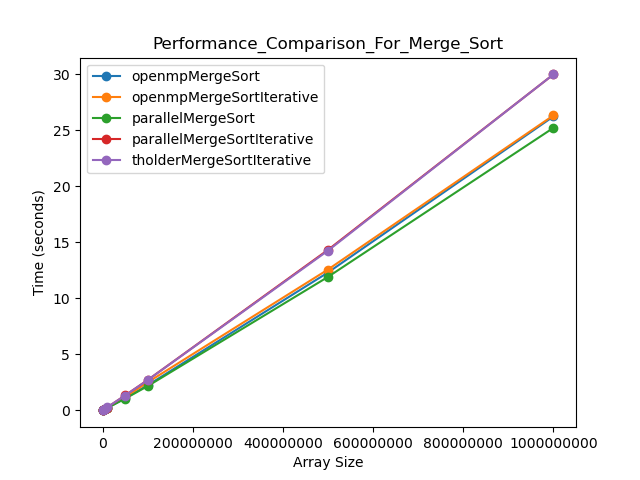 Performance_Comparison_For_Merge_Sort
30
25
20
15
10
5
0
Time (seconds)
openmpMergeSort
openmpMergeSortIterative
parallelMergeSort
parallelMergeSortIterative
tholderMergeSortIterative
0 200000000 400000000 600000000 800000000 1000000000
Array Size